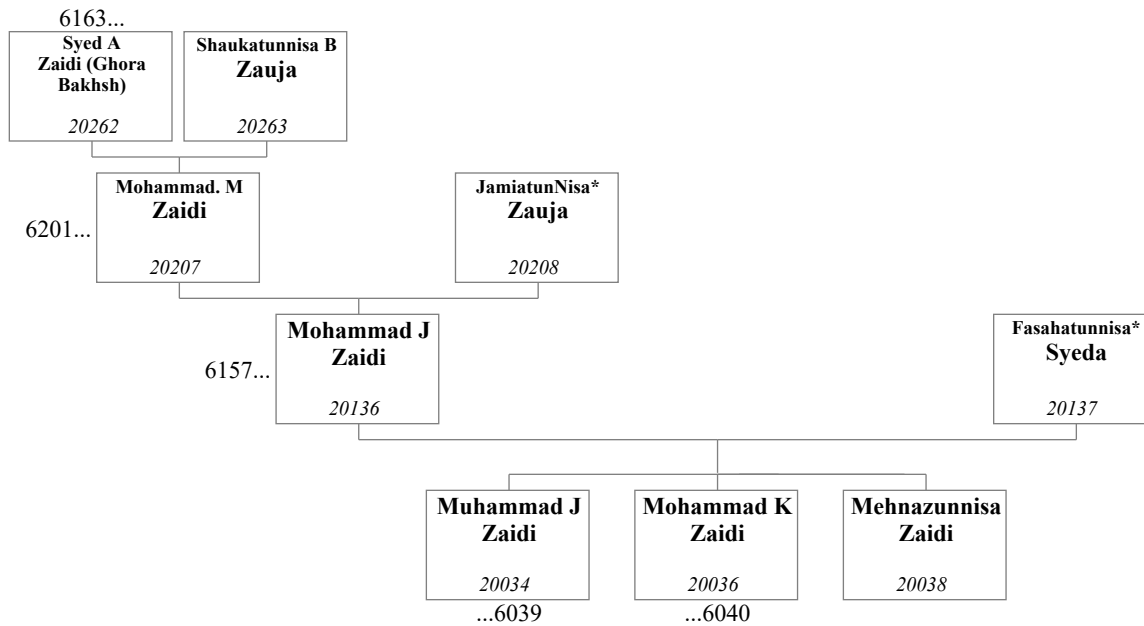 6163...
Syed A
Zaidi (Ghora
Bakhsh)
20262
Shaukatunnisa B
Zauja
20263
Mohammad. M
Zaidi
20207
6201...
JamiatunNisa*
Zauja
20208
Mohammad J
Zaidi
20136
6157...
Fasahatunnisa*
Syeda
20137
Muhammad J
Zaidi
20034
...6039
Mohammad K
Zaidi
20036
...6040
Mehnazunnisa
Zaidi
20038